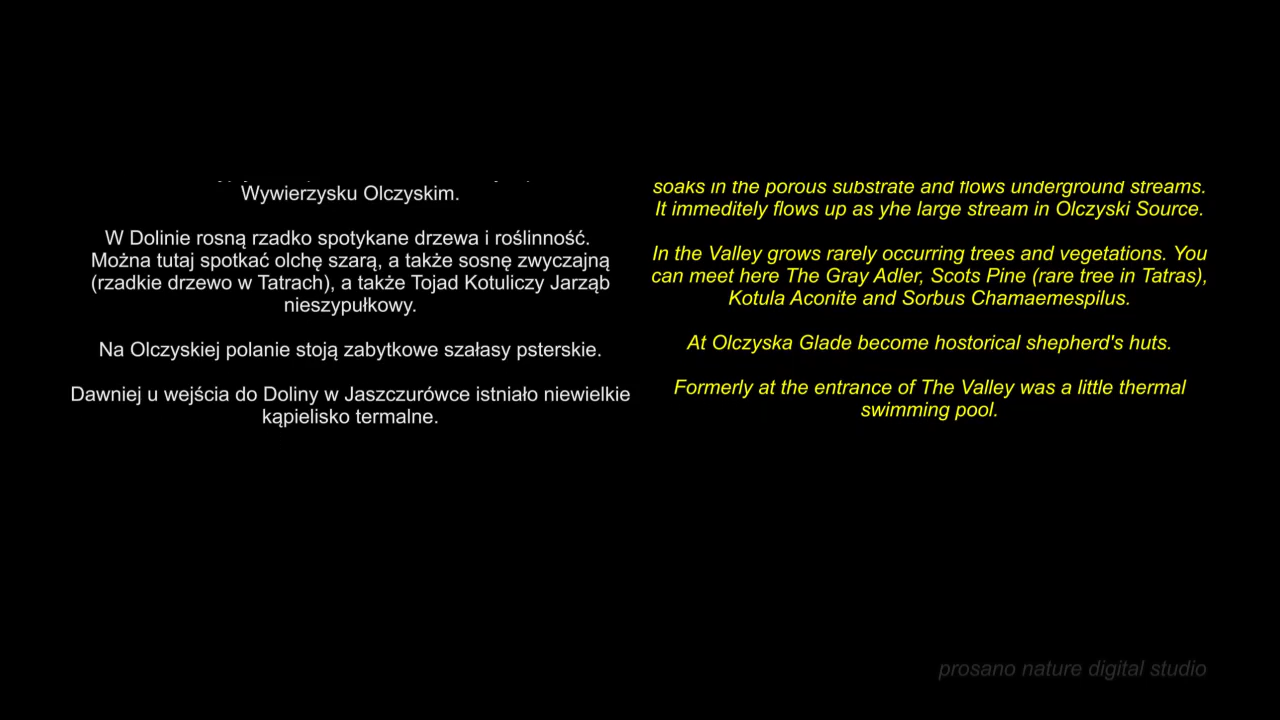 Wywierzysku Olczyskim.
W Dolinie rosną rzadko spotykane drzewa i roślinność.
Można tutaj spotkać olchę szarą, a także sosnę zwyczajną
(rzadkie drzewo w Tatrach), a także Tojad Kotuliczy Jarząb
nieszypułkowy.
Na Olczyskiej polanie stoją zabytkowe szałasy psterskie.
Dawniej u wejścia do Doliny w Jaszczurówce istniało niewielkie
kąpielisko termalne.
soaks in the porous substrate and flows underground streams.
It immeditely flows up as yhe large stream in Olczyski Source.
In the Valley grows rarely occurring trees and vegetations. You
can meet here The Gray Adler, Scots Pine (rare tree in Tatras),
Kotula Aconite and Sorbus Chamaemespilus.
At Olczyska Glade become hostorical shepherd's huts.
Formerly at the entrance of The Valley was a little thermal
swimming pool.
prosano nature digital studio